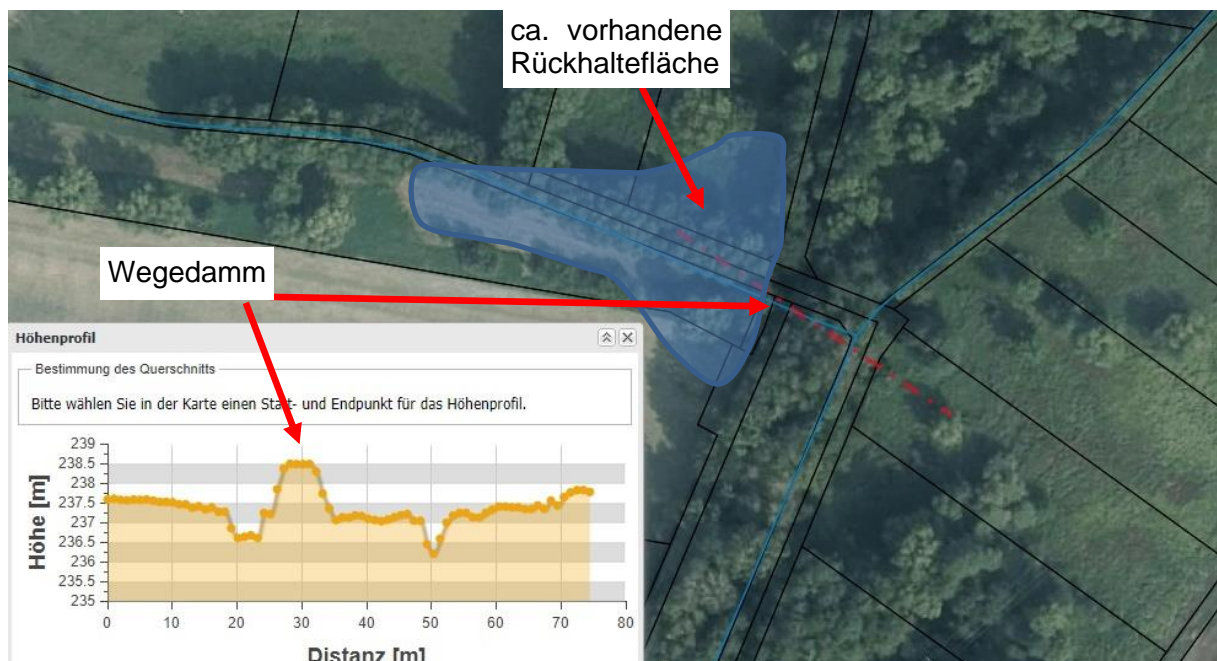 ca. vorhandene
Rückhaltefläche
Wegedamm
Höhenprofil
Bestimmung des Querschnitts
Bitte wählen Sie in der Karte einen Start- und Endpunkt für das Höhenprofil.
239
238.5
238
237.5
237
236.5
236
235.5
235
Höhe [m]
0 10 20 30 40 50 60 70 80
Distanz [m]